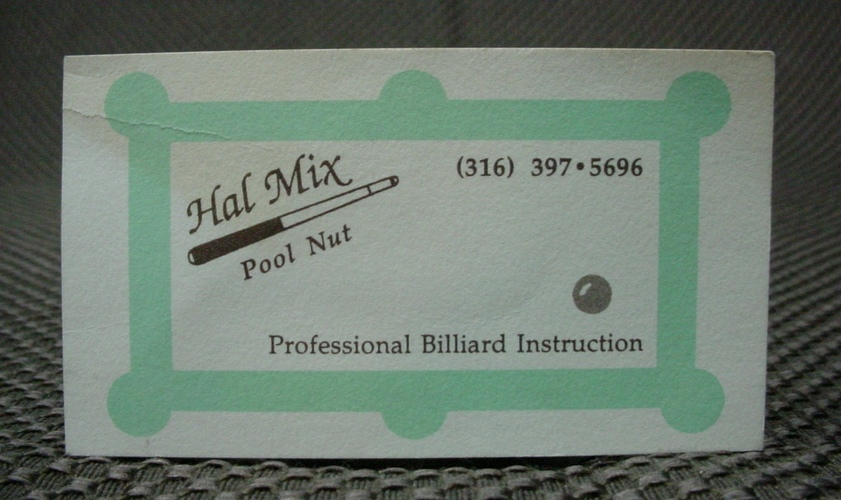 Hal Mix
Pool Nut
(316) 397•5696
Professional Billiard Instruction